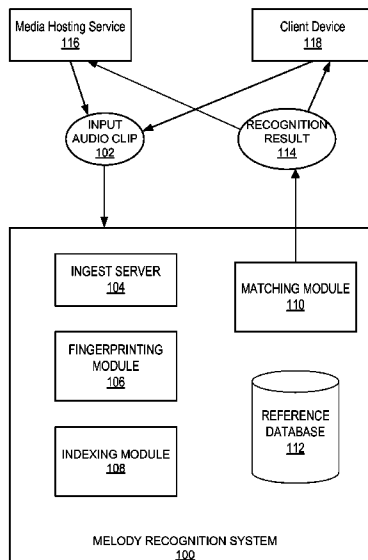 Media Hosting Service
116
Client Device
118
INPUT
AUDIO CLIP
102
RECOGNITION
RESULT
114
INGEST SERVER
104
MATCHING MODULE
110
FINGERPRINTING
MODULE
106
REFERENCE
DATABASE
112
INDEXING MODULE
108
MELODY RECOGNITION SYSTEM
100